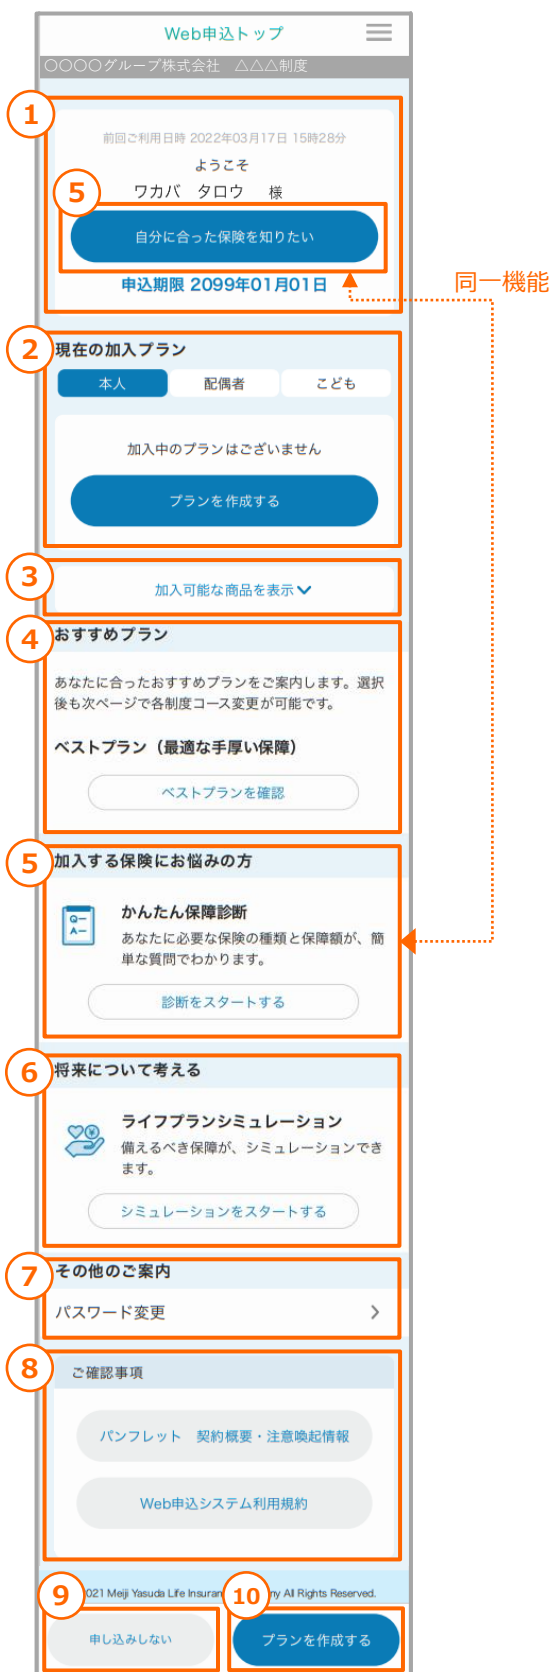 Web申込トップ
〇〇〇〇グループ株式会社　△△△制度
①
前回ご利用日時 2022年03月17日 15時28分
ようこそ
ワカバ　タロウ　様
⑤
自分に合った保険を知りたい
申込期限 2099年01月01日
同一機能
②
現在の加入プラン
本人　配偶者　こども
加入中のプランはございません
プランを作成する
③
加入可能な商品を表示
④
おすすめプラン
あなたに合ったおすすめプランをご案内します。選択
後も次ページで各制度コース変更が可能です。
ベストプラン（最適な手厚い保障）
ベストプランを確認
⑤
加入する保険にお悩みの方
Q
A
かんたん保障診断
あなたに必要な保険の種類と保障額が、簡
単な質問でわかります。
診断をスタートする
⑥
将来について考える
¥
ライフプランシミュレーション
備えるべき保障が、シミュレーションでき
ます。
シミュレーションをスタートする
⑦
その他のご案内
パスワード変更
⑧
ご確認事項
パンフレット　契約概要・注意喚起情報
Web申込システム利用規約
021 Meiji Yasuda Life Insuran ny All Rights Reserved.
⑨
申し込みしない
⑩
プランを作成する